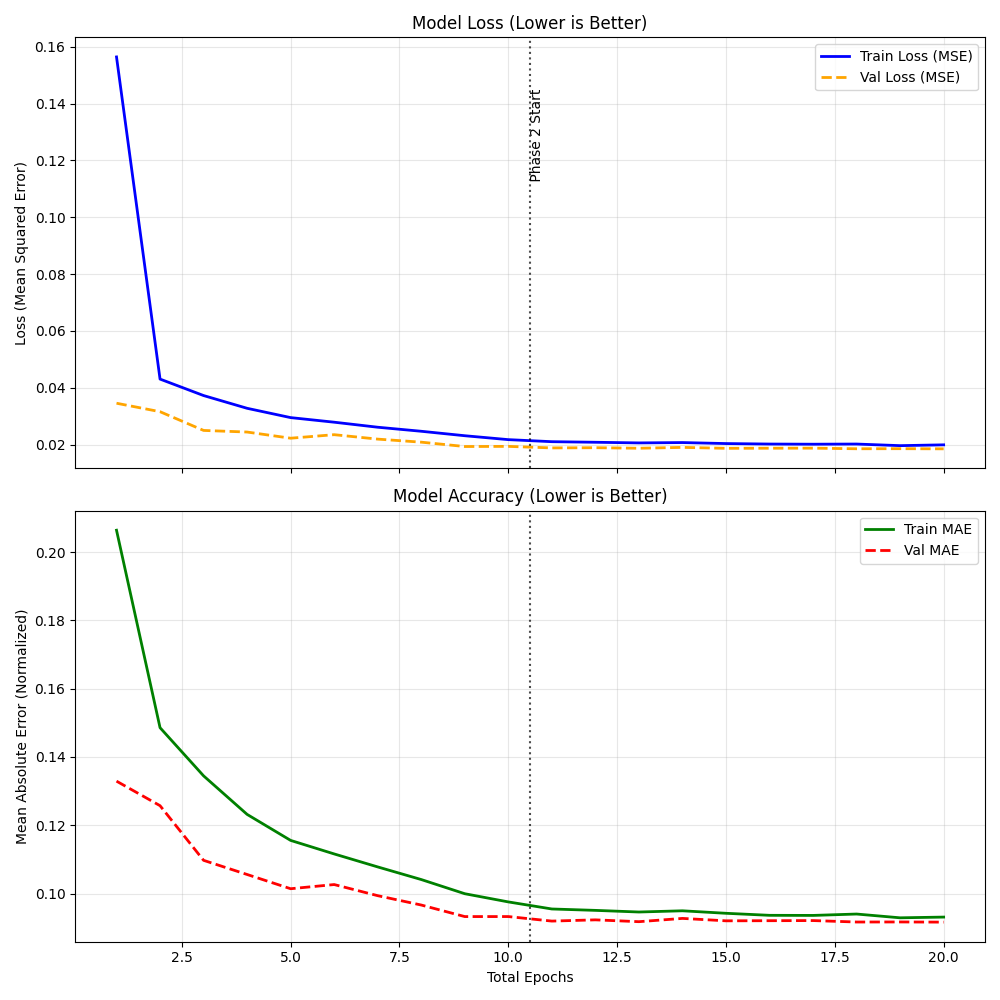 Model Loss (Lower is Better)
0.16
0.14
0.12
0.10
0.08
0.06
0.04
0.02
Loss (Mean Squared Error)
Train Loss (MSE)
Val Loss (MSE)
Phase 2 Start
Model Accuracy (Lower is Better)
0.20
0.18
0.16
0.14
0.12
0.10
Mean Absolute Error (Normalized)
Train MAE
Val MAE
2.5 5.0 7.5 10.0 12.5 15.0 17.5 20.0
Total Epochs